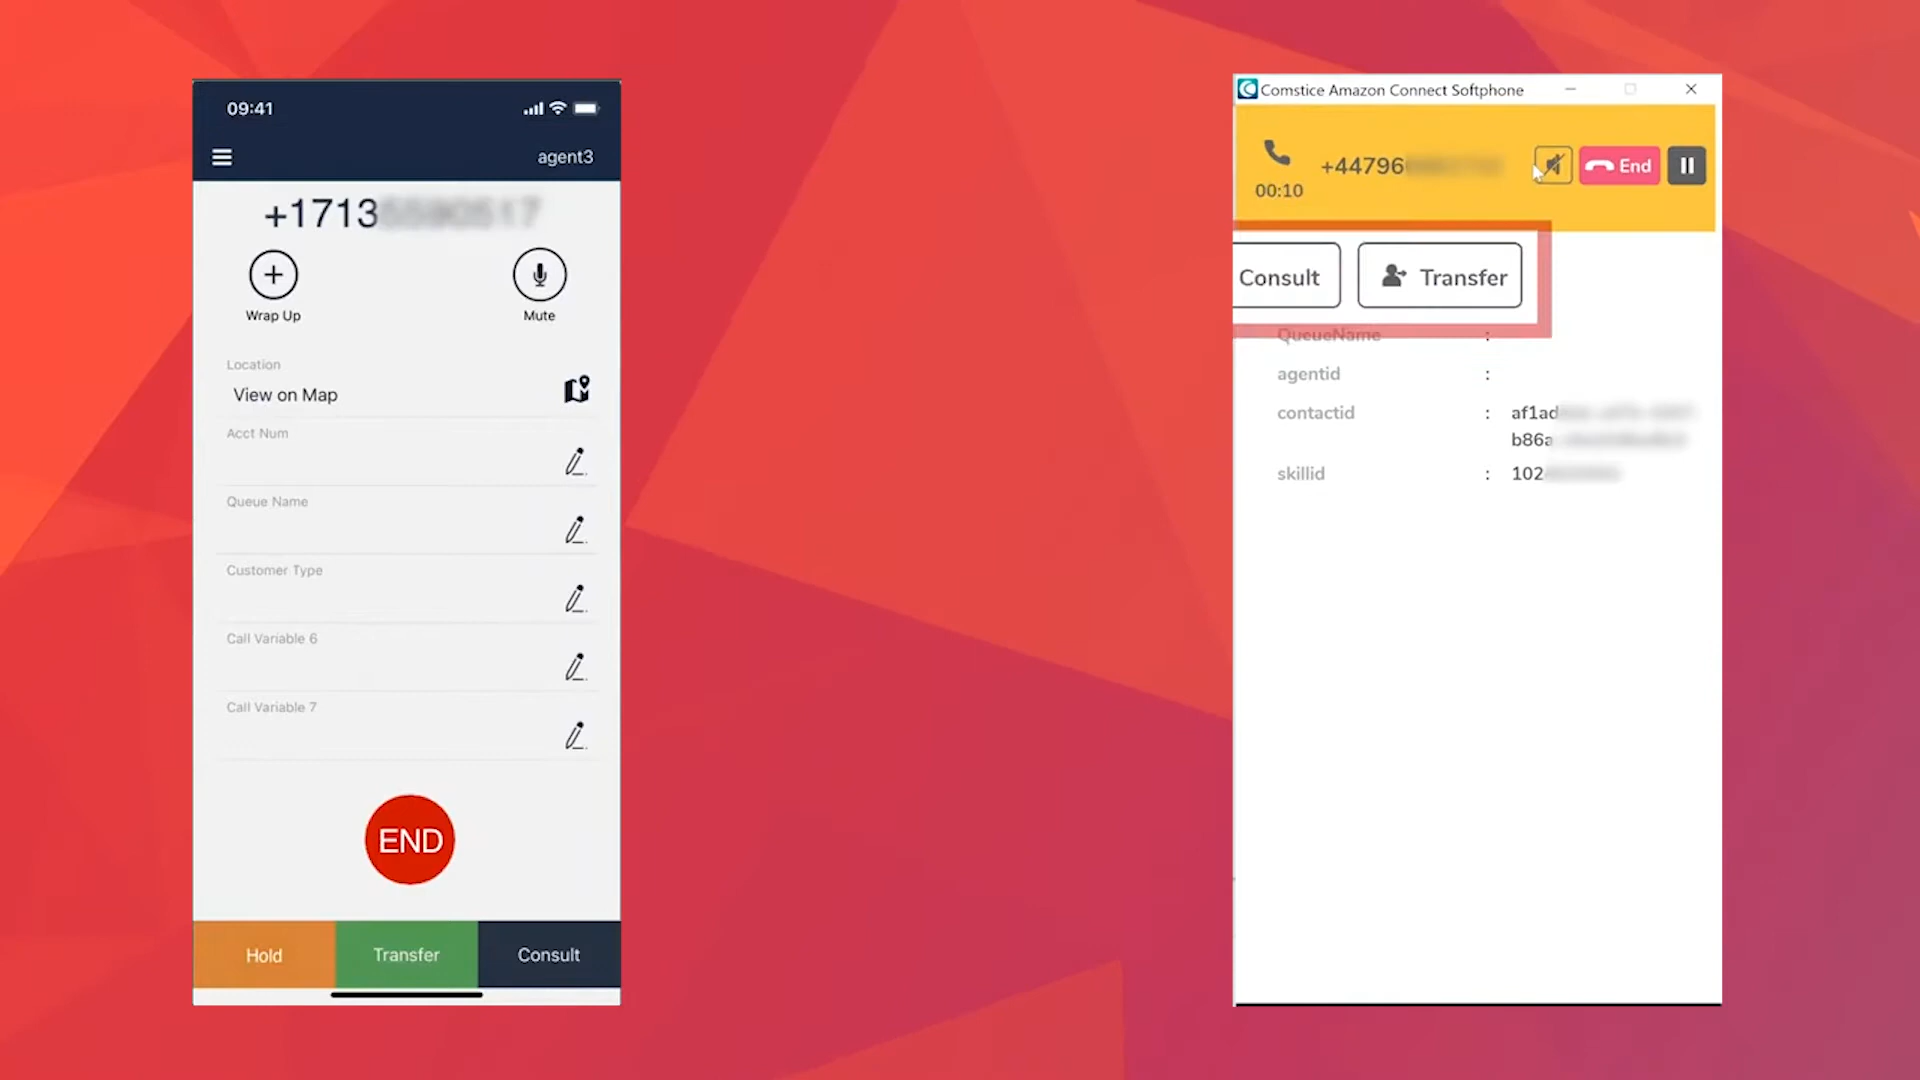 09:41
agent3
+1713
Wrap Up
Mute
Location
View on Map
Acct Num
Queue Name
Customer Type
Call Variable 6
Call Variable 7
END
Hold
Transfer
Consult
Comstice Amazon Connect Softphone
+44796
End
00:10
Consult
Transfer
QueueName :
agentid :
contactid : af1ad
b86a
skillid : 102